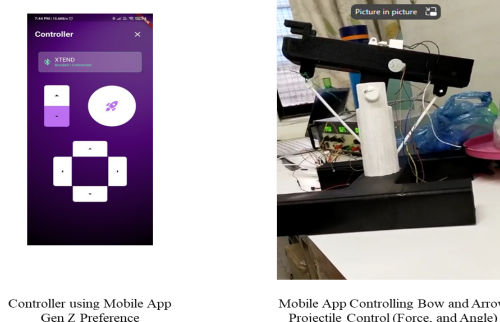 Picture in picture
Controller
XTEND
Controller using Mobile App
Gen Z Preference
Mobile App Controlling Bow and Arrow
Projectile Control (Force, and Angle)